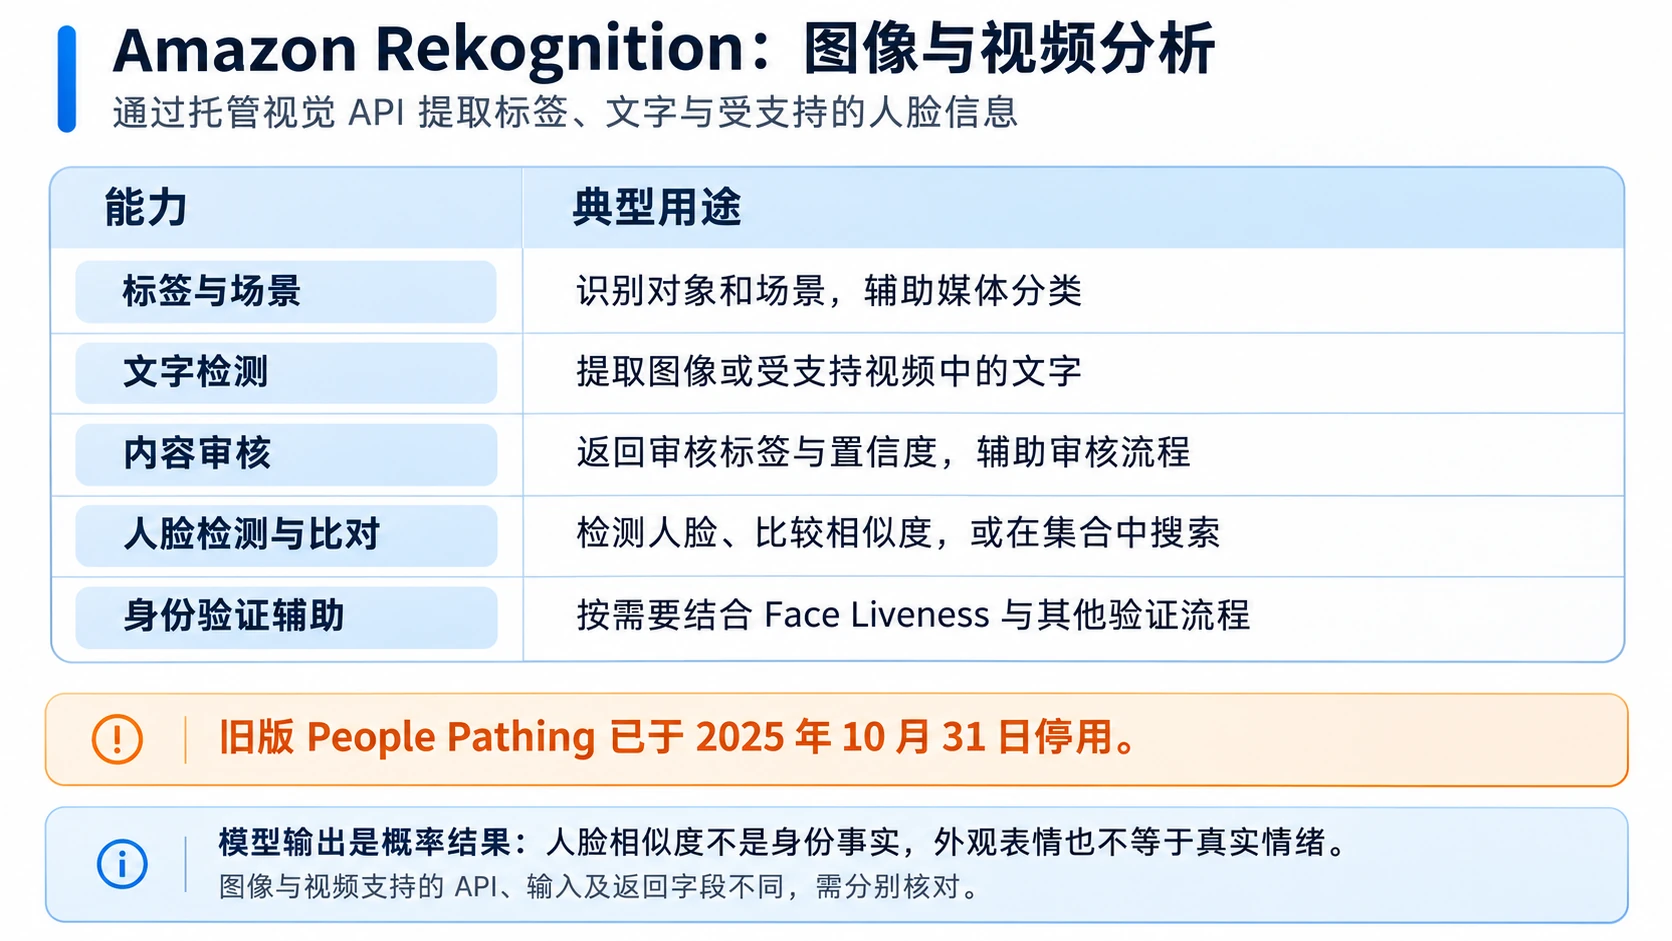 Amazon Rekognition：图像与视频分析
通过托管视觉 API 提取标签、文字与受支持的人脸信息
能力
典型用途
标签与场景
识别对象和场景，辅助媒体分类
文字检测
提取图像或受支持视频中的文字
内容审核
返回审核标签与置信度，辅助审核流程
人脸检测与比对
检测人脸、比较相似度，或在集合中搜索
身份验证辅助
按需要结合 Face Liveness 与其他验证流程
旧版 People Pathing 已于 2025 年 10 月 31 日停用。
模型输出是概率结果：人脸相似度不是身份事实，外观表情也不等于真实情绪。
图像与视频支持的 API、输入及返回字段不同，需分别核对。